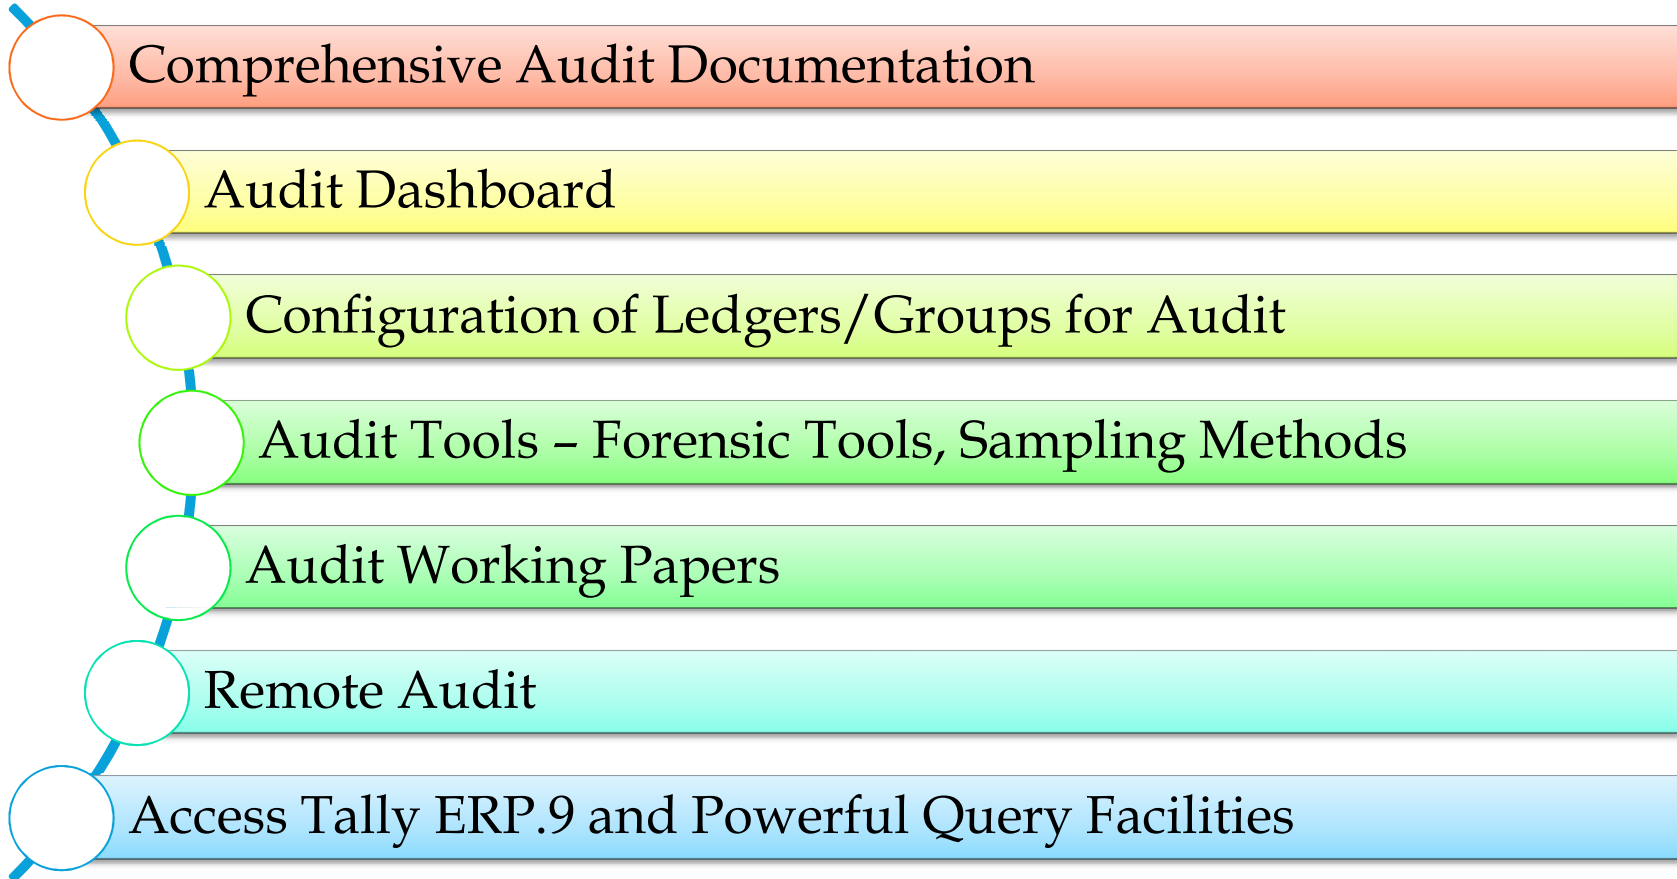 Comprehensive Audit Documentation
Audit Dashboard
Configuration of Ledgers/Groups for Audit
Audit Tools – Forensic Tools, Sampling Methods
Audit Working Papers
Remote Audit
Access Tally ERP.9 and Powerful Query Facilities